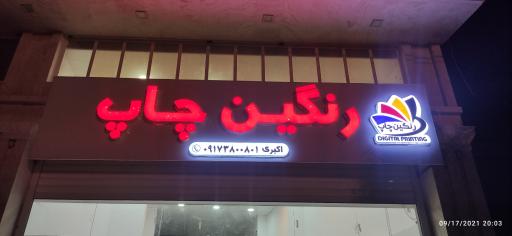 رنگین چاپ
رنگین چاپ
DIGITAL PRINTING
اکبری ۰۹۱۷۳۸۰۰۸۰۱
09/17/2021 20:03